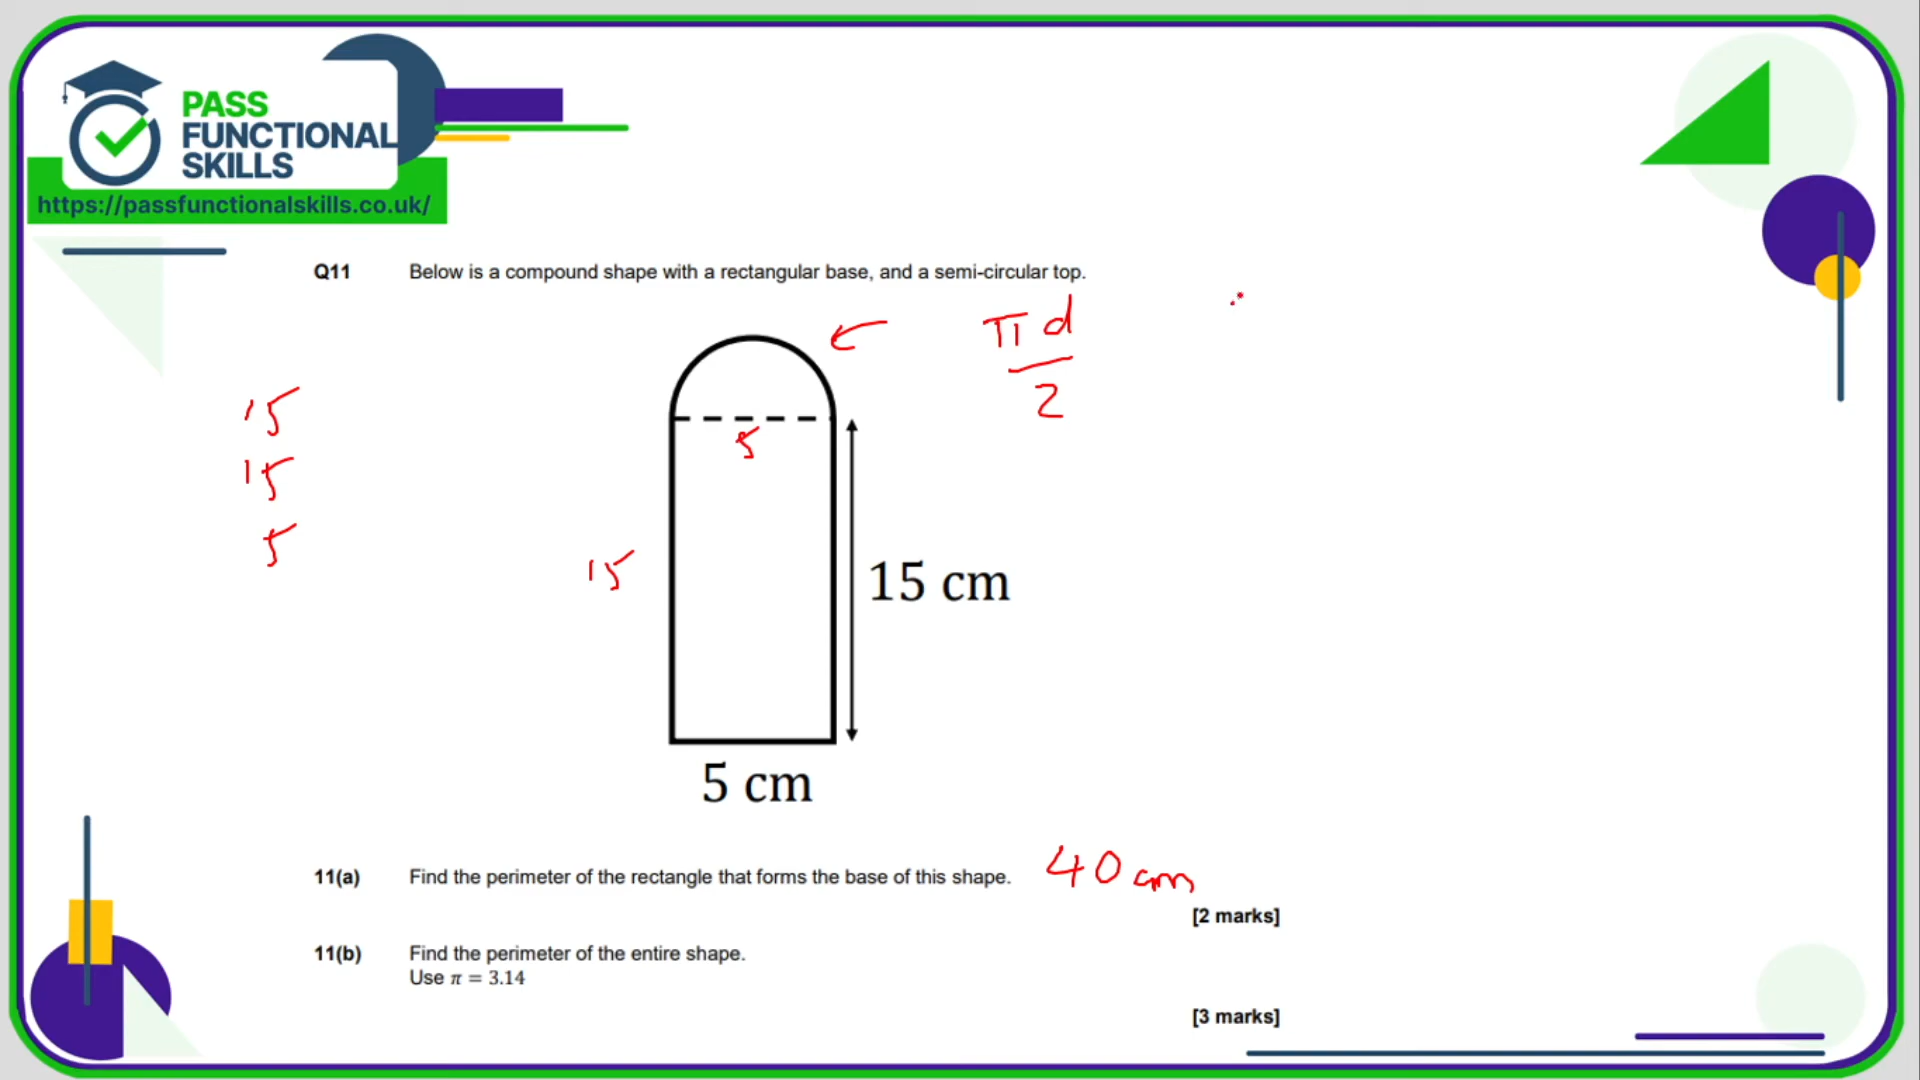 PASS
FUNCTIONAL
SKILLS
https://passfunctionalskills.co.uk/
Q11 Below is a compound shape with a rectangular base, and a semi-circular top.
πd
2
15
15
5
5
15
15 cm
5 cm
11(a) Find the perimeter of the rectangle that forms the base of this shape. 40 cm
[2 marks]
11(b) Find the perimeter of the entire shape.
Use π = 3.14
[3 marks]